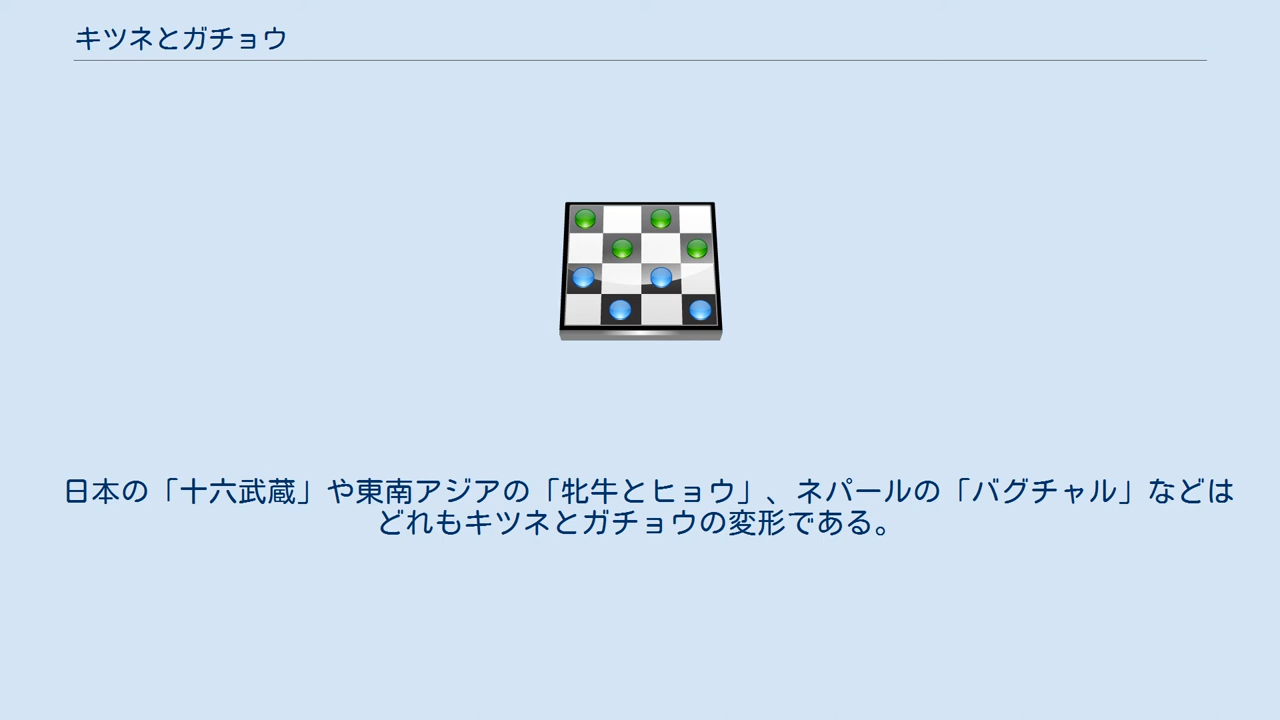 キツネとガチョウ
日本の「十六武蔵」や東南アジアの「牝牛とヒョウ」、ネパールの「バグチャル」などは
どれもキツネとガチョウの変形である。